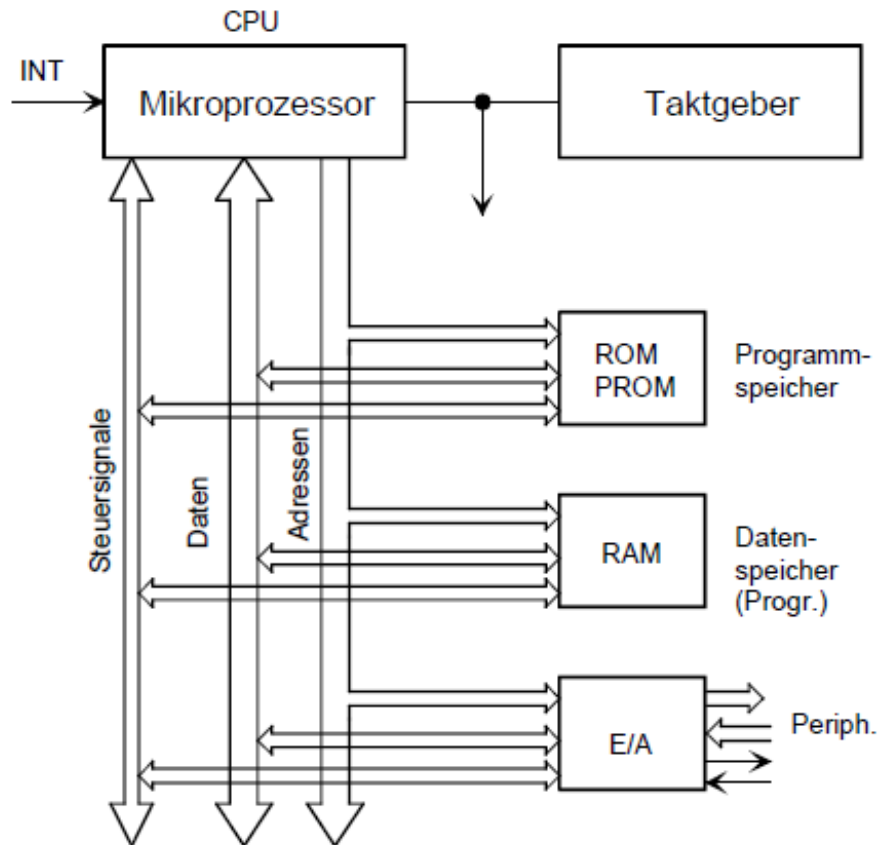 CPU
INT
Mikroprozessor
Taktgeber
ROM
PROM
Programm-
speicher
Steuersignale
Daten
Adressen
RAM
Daten-
speicher
(Progr.)
E/A
Periph.